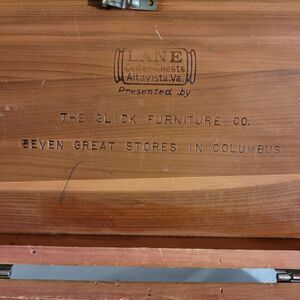 LANE
Cedar Chests
Altavista.Va.
Presented by
THE GLICK FURNITURE CO.
SEVEN GREAT STORES IN COLUMBUS